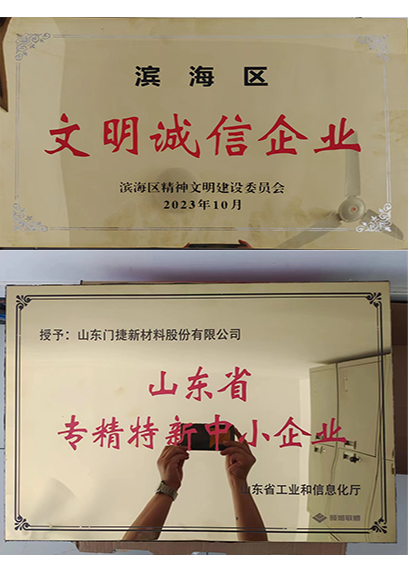 滨海区
文明诚信企业
滨海区精神文明建设委员会
2023年10月
授予：山东门捷新材料股份有限公司
山东省
专精特新中小企业
山东省工业和信息化厅